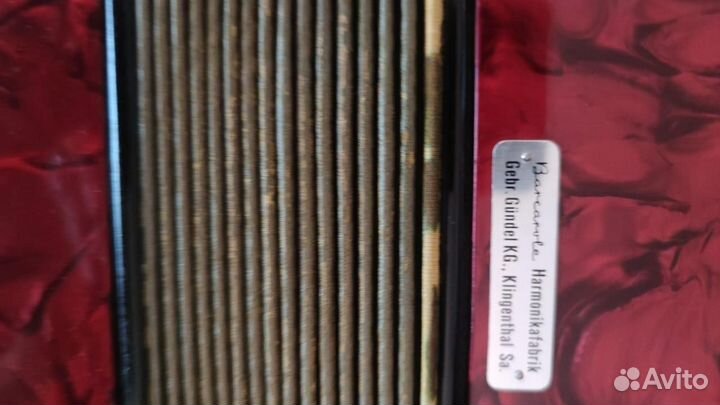 Barcarole Harmonikafabrik
Gebr. Gündel KG., Klingenthal Sa.
Avito